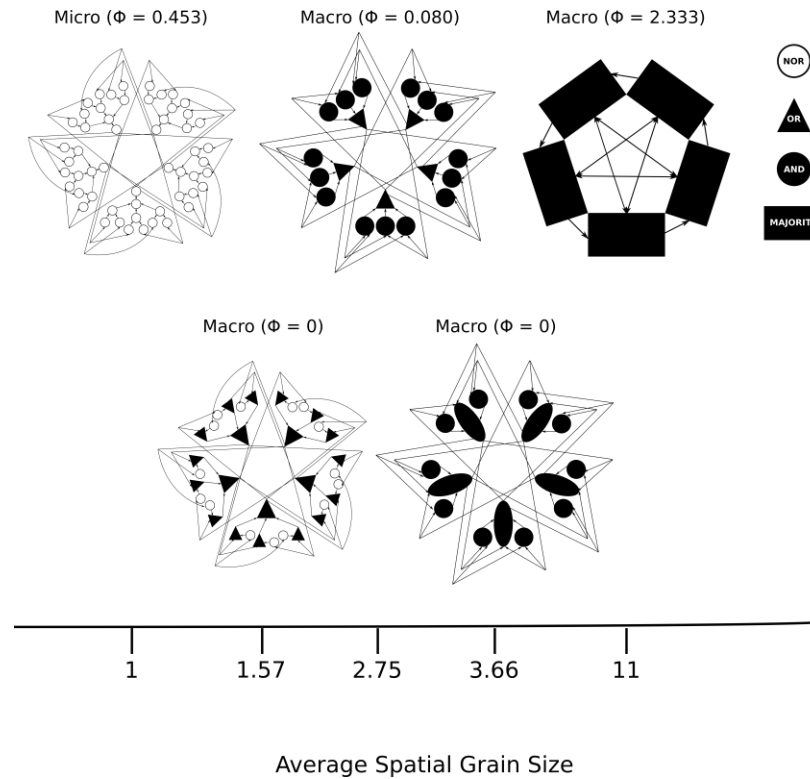 Micro (Φ = 0.453)
Macro (Φ = 0.080)
Macro (Φ = 2.333)
NOR
OR
AND
MAJORIT
Macro (Φ = 0)
Macro (Φ = 0)
1
1.57
2.75
3.66
11
Average Spatial Grain Size